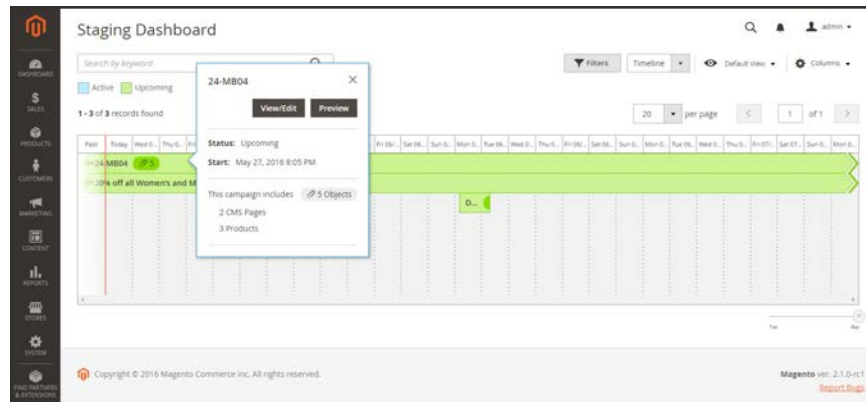 Staging Dashboard
admin
DASHBOARD
SALES
PRODUCTS
CUSTOMERS
MARKETING
CONTENT
REPORTS
STORES
SYSTEM
FIND PARTNERS
& EXTENSIONS
Search by keyword
Filters Timeline Default View Columns
Active Upcoming
1 - 3 of 3 records found
20 per page 1 of 1
24-MB04
View/Edit Preview
Status: Upcoming
Start: May 27, 2016 8:05 PM
This campaign includes 5 Objects
2 CMS Pages
3 Products
Past Today
24-MB04 5
20% off all Women's and M
D...
Copyright © 2016 Magento Commerce Inc. All rights reserved.
Magento ver. 2.1.0-rc1
Report Bugs